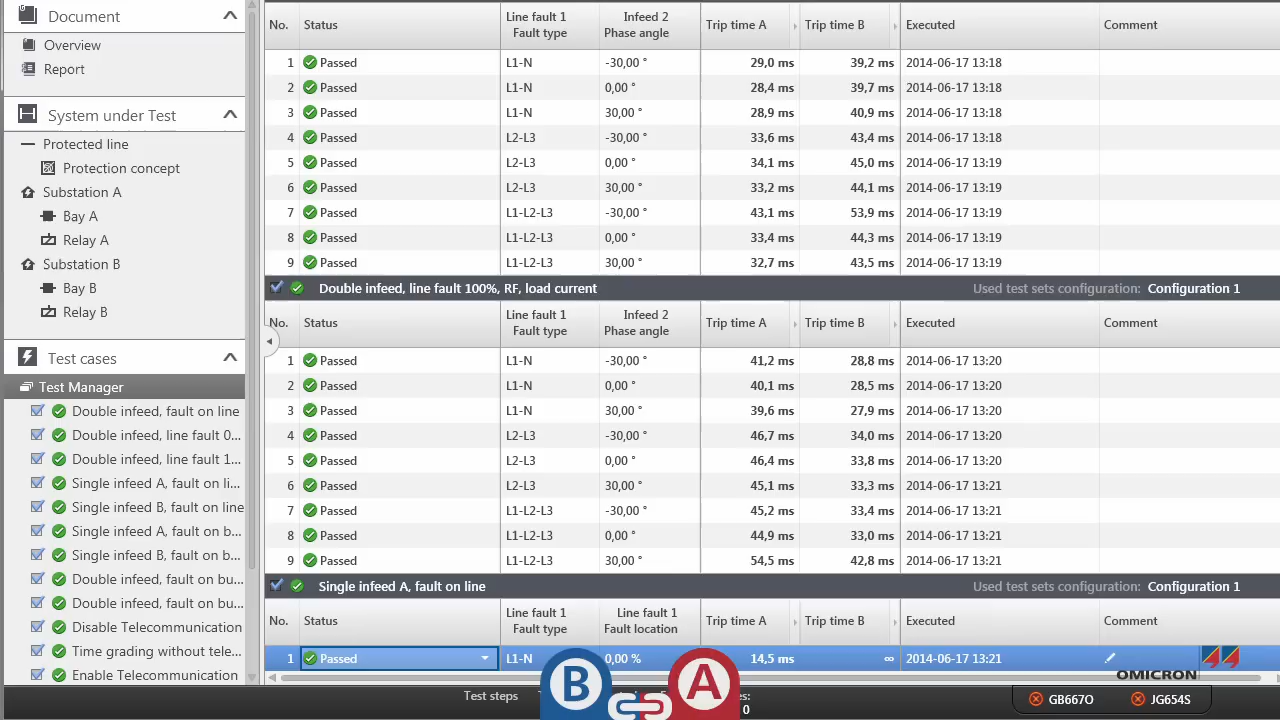 Document
Overview
Report
System under Test
Protected line
Protection concept
Substation A
Bay A
Relay A
Substation B
Bay B
Relay B
Test cases
Test Manager
Double infeed, fault on line
Double infeed, line fault 0...
Double infeed, line fault 1...
Single infeed A, fault on li...
Single infeed B, fault on line
Single infeed A, fault on b...
Single infeed B, fault on b...
Double infeed, fault on bu...
Double infeed, fault on bu...
Disable Telecommunication
Time grading without tele...
Enable Telecommunication
No. Status Line fault 1 Fault type Infeed 2 Phase angle Trip time A Trip time B Executed Comment
1 Passed L1-N -30,00 ° 29,0 ms 39,2 ms 2014-06-17 13:18
2 Passed L1-N 0,00 ° 28,4 ms 39,7 ms 2014-06-17 13:18
3 Passed L1-N 30,00 ° 28,9 ms 40,9 ms 2014-06-17 13:18
4 Passed L2-L3 -30,00 ° 33,6 ms 43,4 ms 2014-06-17 13:18
5 Passed L2-L3 0,00 ° 34,1 ms 45,0 ms 2014-06-17 13:19
6 Passed L2-L3 30,00 ° 33,2 ms 44,1 ms 2014-06-17 13:19
7 Passed L1-L2-L3 -30,00 ° 43,1 ms 53,9 ms 2014-06-17 13:19
8 Passed L1-L2-L3 0,00 ° 33,4 ms 44,3 ms 2014-06-17 13:19
9 Passed L1-L2-L3 30,00 ° 32,7 ms 43,5 ms 2014-06-17 13:19
Double infeed, line fault 100%, RF, load current Used test sets configuration: Configuration 1
No. Status Line fault 1 Fault type Infeed 2 Phase angle Trip time A Trip time B Executed Comment
1 Passed L1-N -30,00 ° 41,2 ms 28,8 ms 2014-06-17 13:20
2 Passed L1-N 0,00 ° 40,1 ms 28,5 ms 2014-06-17 13:20
3 Passed L1-N 30,00 ° 39,6 ms 27,9 ms 2014-06-17 13:20
4 Passed L2-L3 -30,00 ° 46,7 ms 34,0 ms 2014-06-17 13:20
5 Passed L2-L3 0,00 ° 46,4 ms 33,8 ms 2014-06-17 13:20
6 Passed L2-L3 30,00 ° 45,1 ms 33,3 ms 2014-06-17 13:21
7 Passed L1-L2-L3 -30,00 ° 45,2 ms 33,4 ms 2014-06-17 13:21
8 Passed L1-L2-L3 0,00 ° 44,9 ms 33,0 ms 2014-06-17 13:21
9 Passed L1-L2-L3 30,00 ° 54,5 ms 42,8 ms 2014-06-17 13:21
Single infeed A, fault on line Used test sets configuration: Configuration 1
No. Status Line fault 1 Fault type Line fault 1 Fault location Trip time A Trip time B Executed Comment
1 Passed L1-N 0,00 % 14,5 ms ∞ 2014-06-17 13:21
OMICRON
B A
Test steps
0
GB667O JG654S